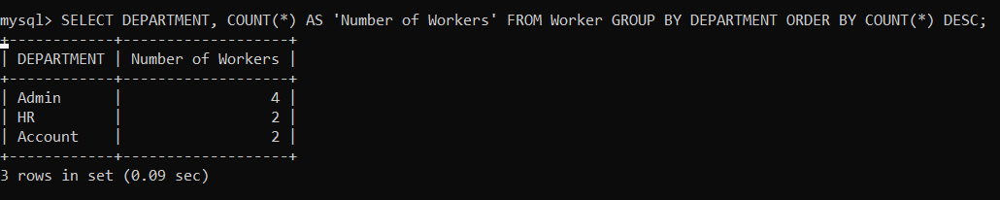 mysql> SELECT DEPARTMENT, COUNT(*) AS 'Number of Workers' FROM Worker GROUP BY DEPARTMENT ORDER BY COUNT(*) DESC;
+------------+-------------------+
| DEPARTMENT | Number of Workers |
+------------+-------------------+
| Admin      |                 4 |
| HR         |                 2 |
| Account    |                 2 |
+------------+-------------------+
3 rows in set (0.09 sec)